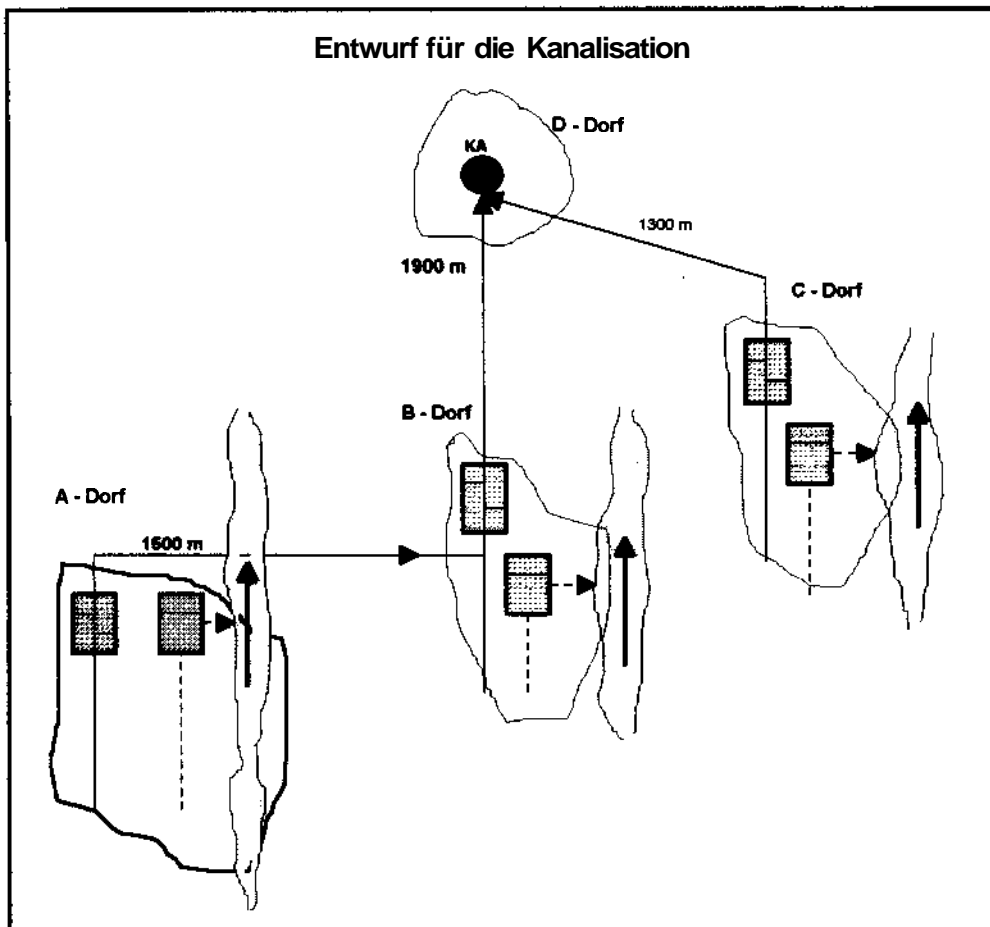 Entwurf für die Kanalisation
D - Dorf
KA
1300 m
1900 m
C - Dorf
B - Dorf
A - Dorf
1500 m